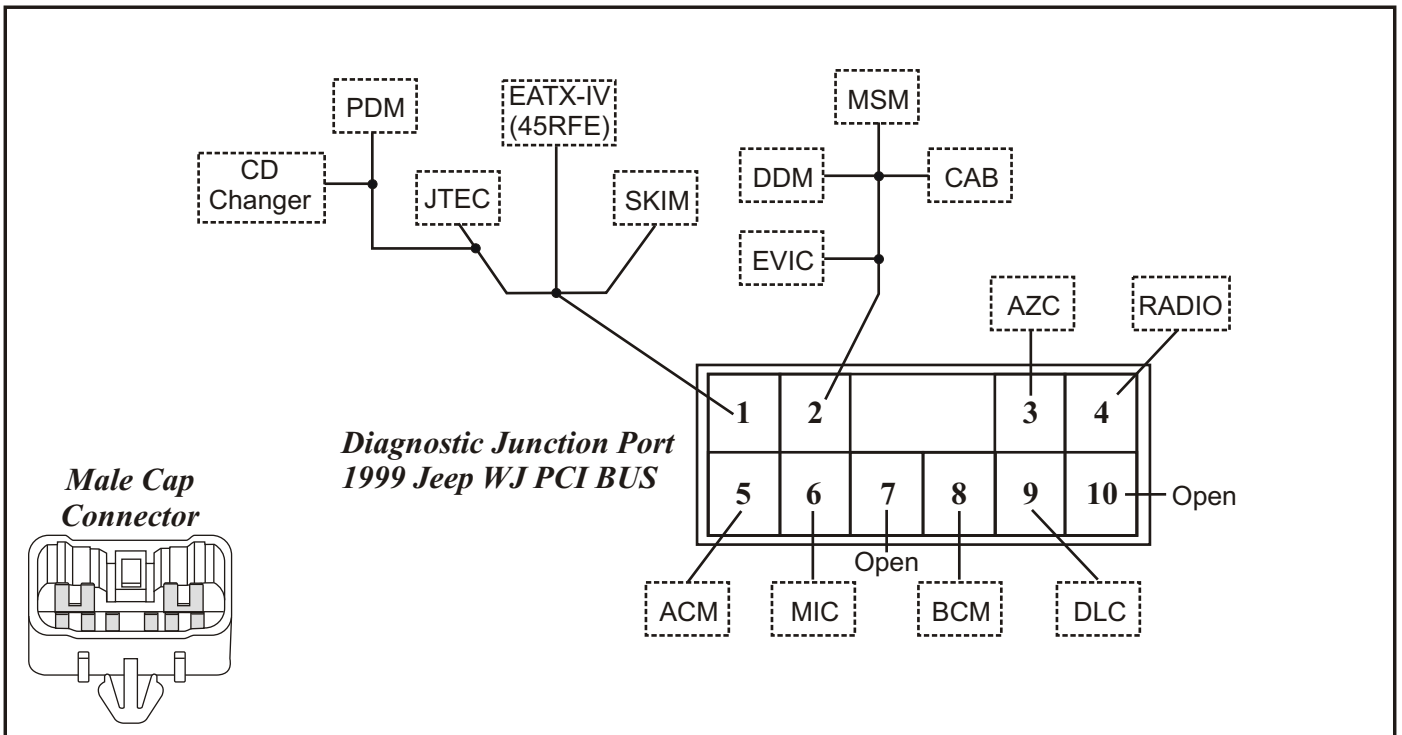 PDM
EATX-IV
(45RFE)
MSM
CD
Changer
JTEC
SKIM
DDM
CAB
EVIC
AZC
RADIO
1
2
3
4
Diagnostic Junction Port
1999 Jeep WJ PCI BUS
Male Cap
Connector
5
6
7
8
9
10
Open
Open
ACM
MIC
BCM
DLC